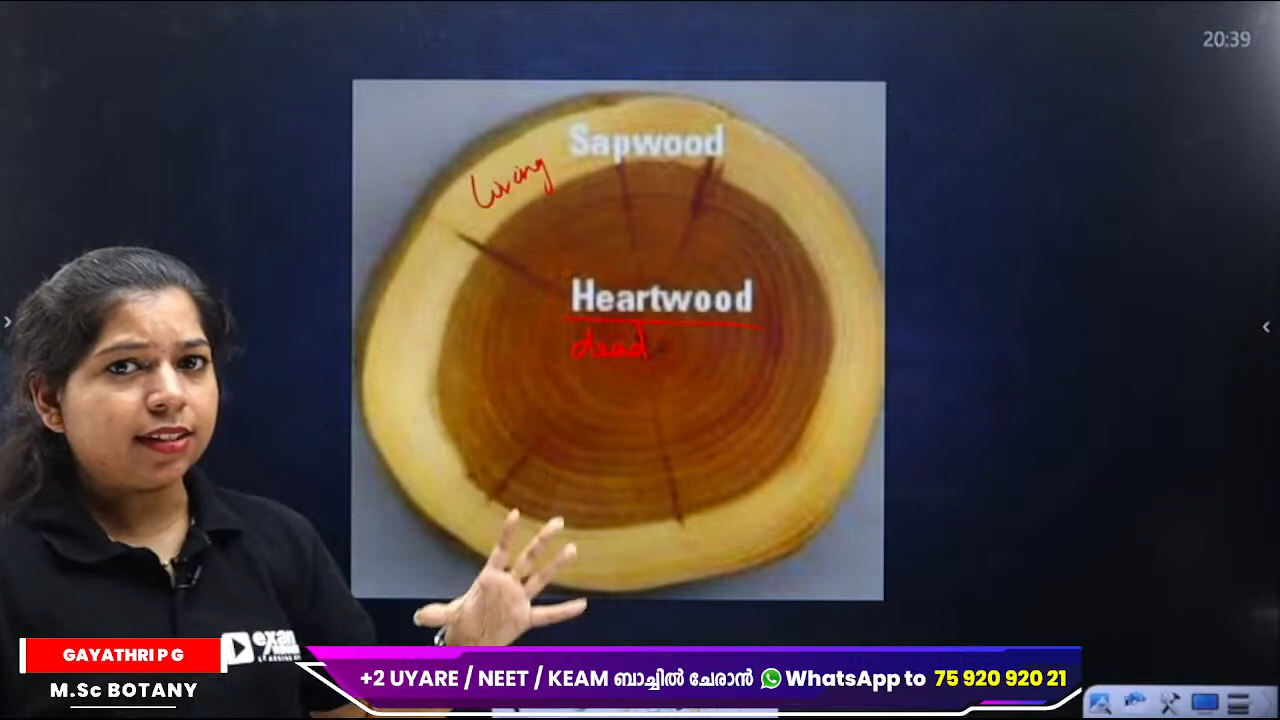 20:39
Sapwood
Living
Heartwood
dead
exam
GAYATHRI P G
M.Sc BOTANY
+2 UYARE / NEET / KEAM ബാച്ചിൽ ചേരാൻ WhatsApp to 75 920 920 21